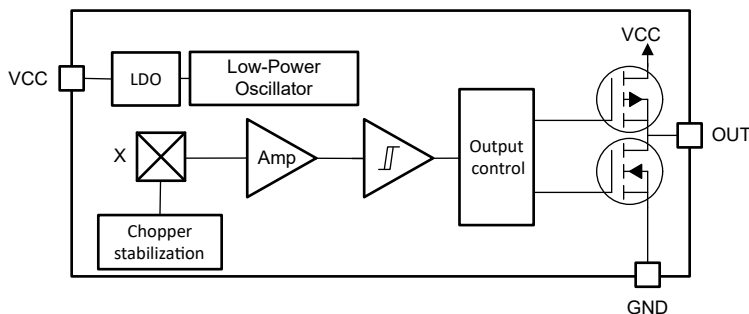 VCC
VCC
LDO
Low-Power
Oscillator
X
Amp
Output
control
OUT
Chopper
stabilization
GND